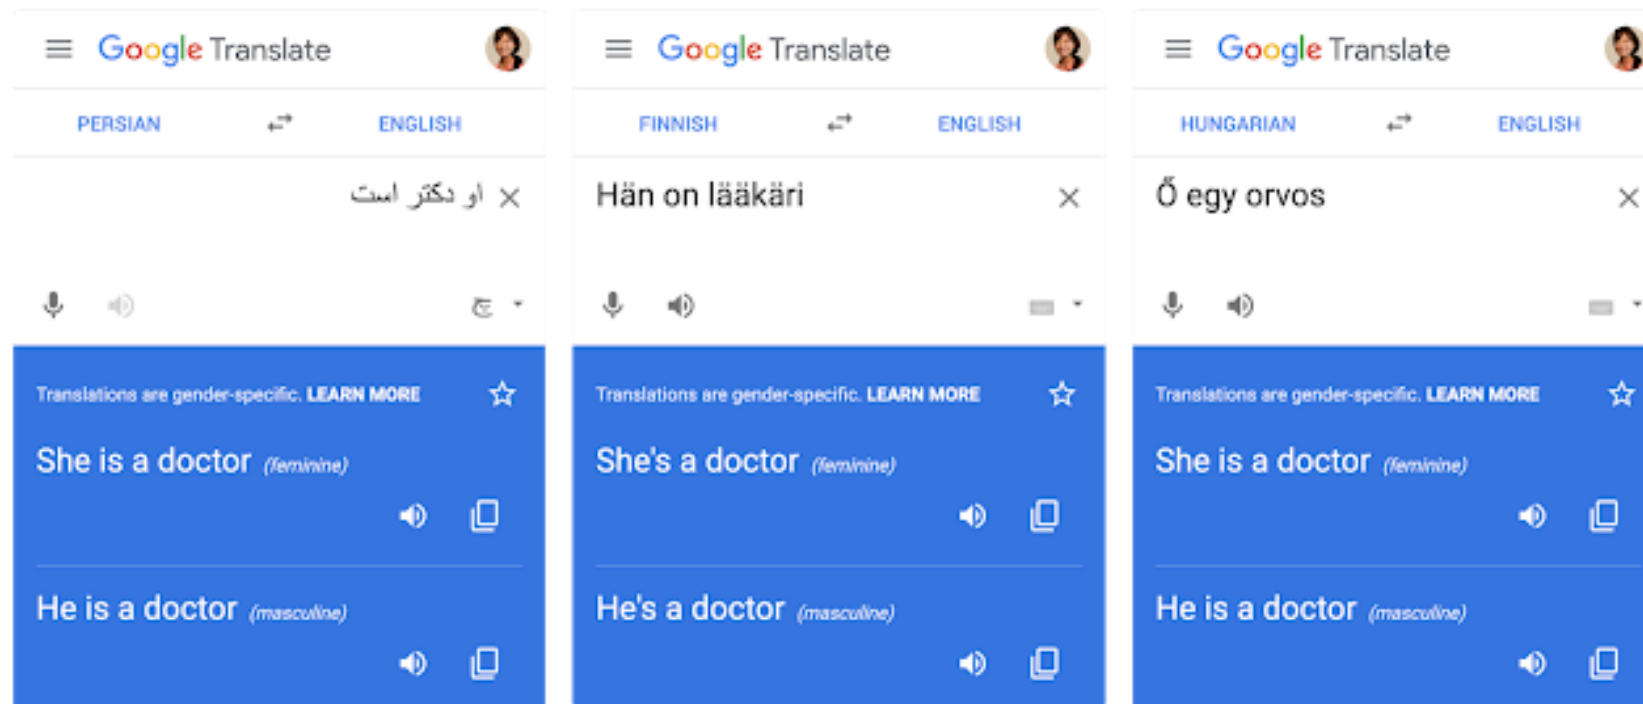 Google Translate
PERSIAN ENGLISH
او دکتر است
چ
Translations are gender-specific. LEARN MORE
She is a doctor (feminine)
He is a doctor (masculine)
Google Translate
FINNISH ENGLISH
Hän on lääkäri
Translations are gender-specific. LEARN MORE
She's a doctor (feminine)
He's a doctor (masculine)
Google Translate
HUNGARIAN ENGLISH
Ő egy orvos
Translations are gender-specific. LEARN MORE
She is a doctor (feminine)
He is a doctor (masculine)